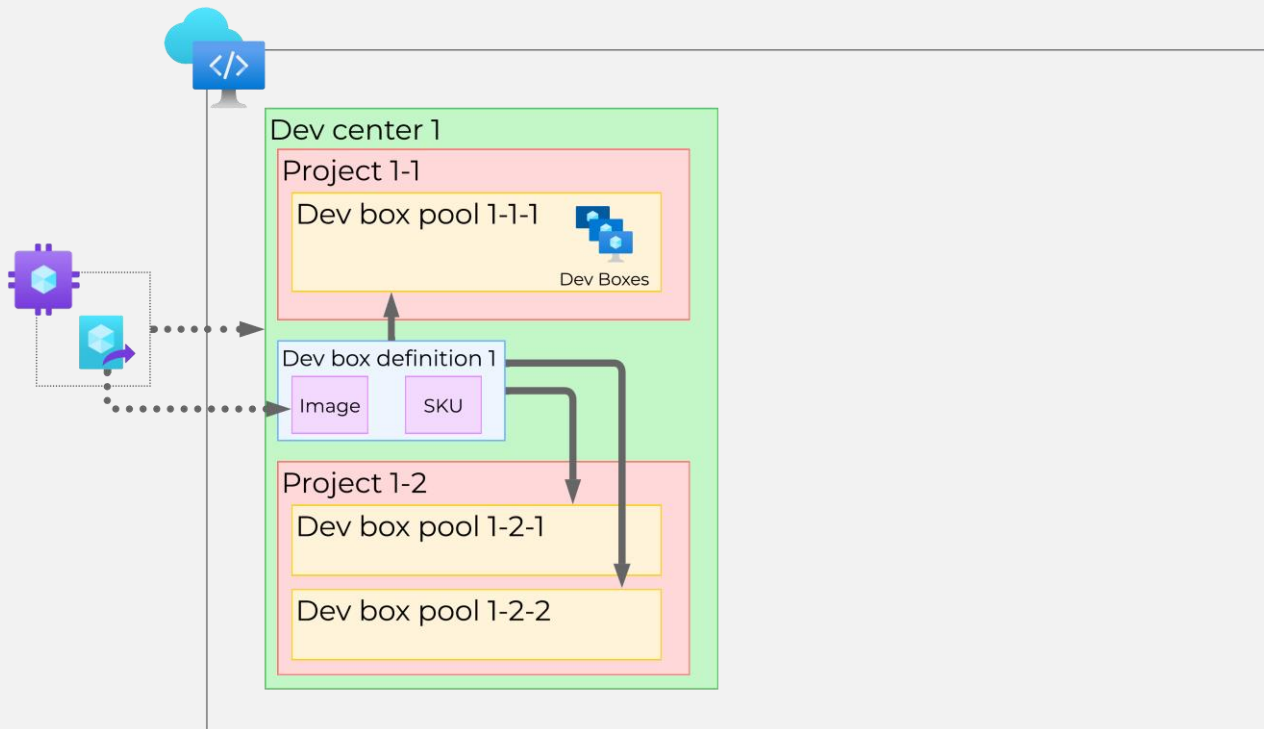 </>
Dev center 1
Project 1-1
Dev box pool 1-1-1
Dev Boxes
Dev box definition 1
Image
SKU
Project 1-2
Dev box pool 1-2-1
Dev box pool 1-2-2